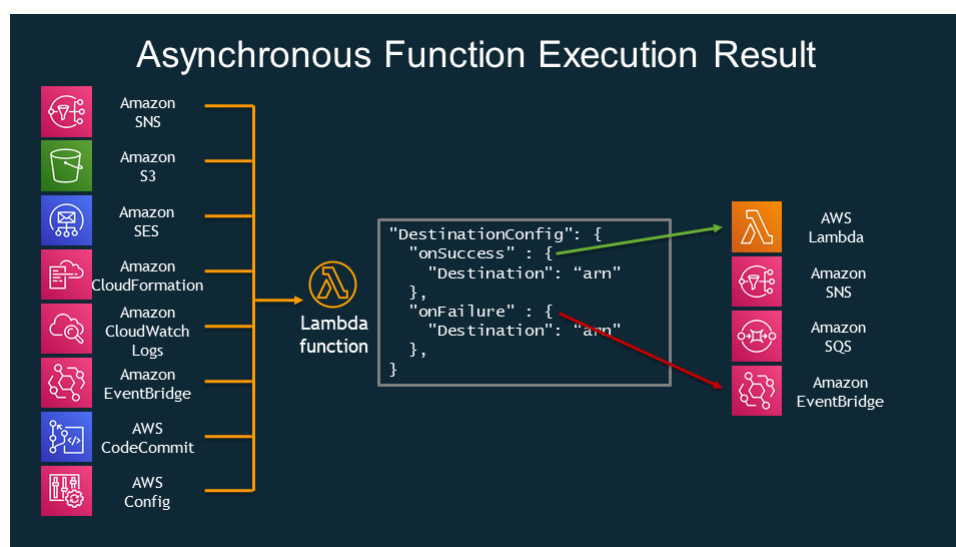 Asynchronous Function Execution Result
Amazon
SNS
Amazon
S3
Amazon
SES
Amazon
CloudFormation
Amazon
CloudWatch
Logs
Amazon
EventBridge
AWS
CodeCommit
AWS
Config
Lambda
function
"DestinationConfig": {
"onSuccess" : {
"Destination": “arn"
},
"onFailure" : {
"Destination": “arn"
},
}
AWS
Lambda
Amazon
SNS
Amazon
SQS
Amazon
EventBridge